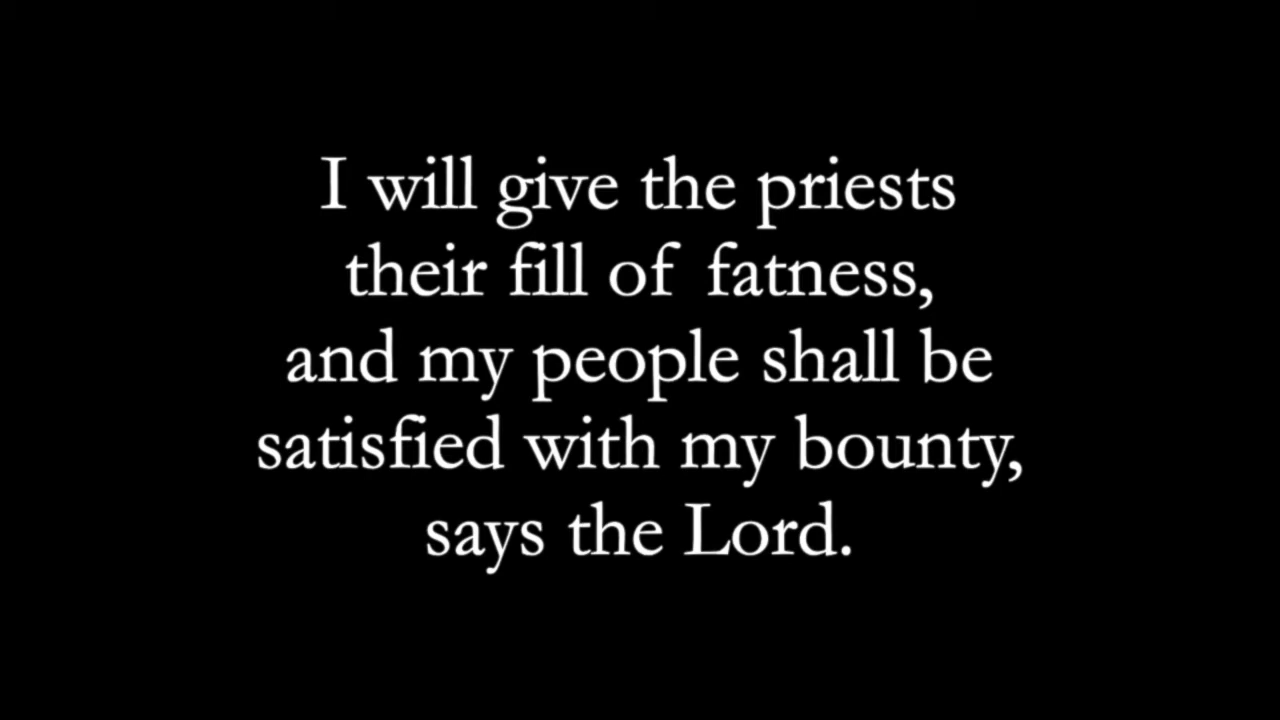 I will give the priests
their fill of fatness,
and my people shall be
satisfied with my bounty,
says the Lord.